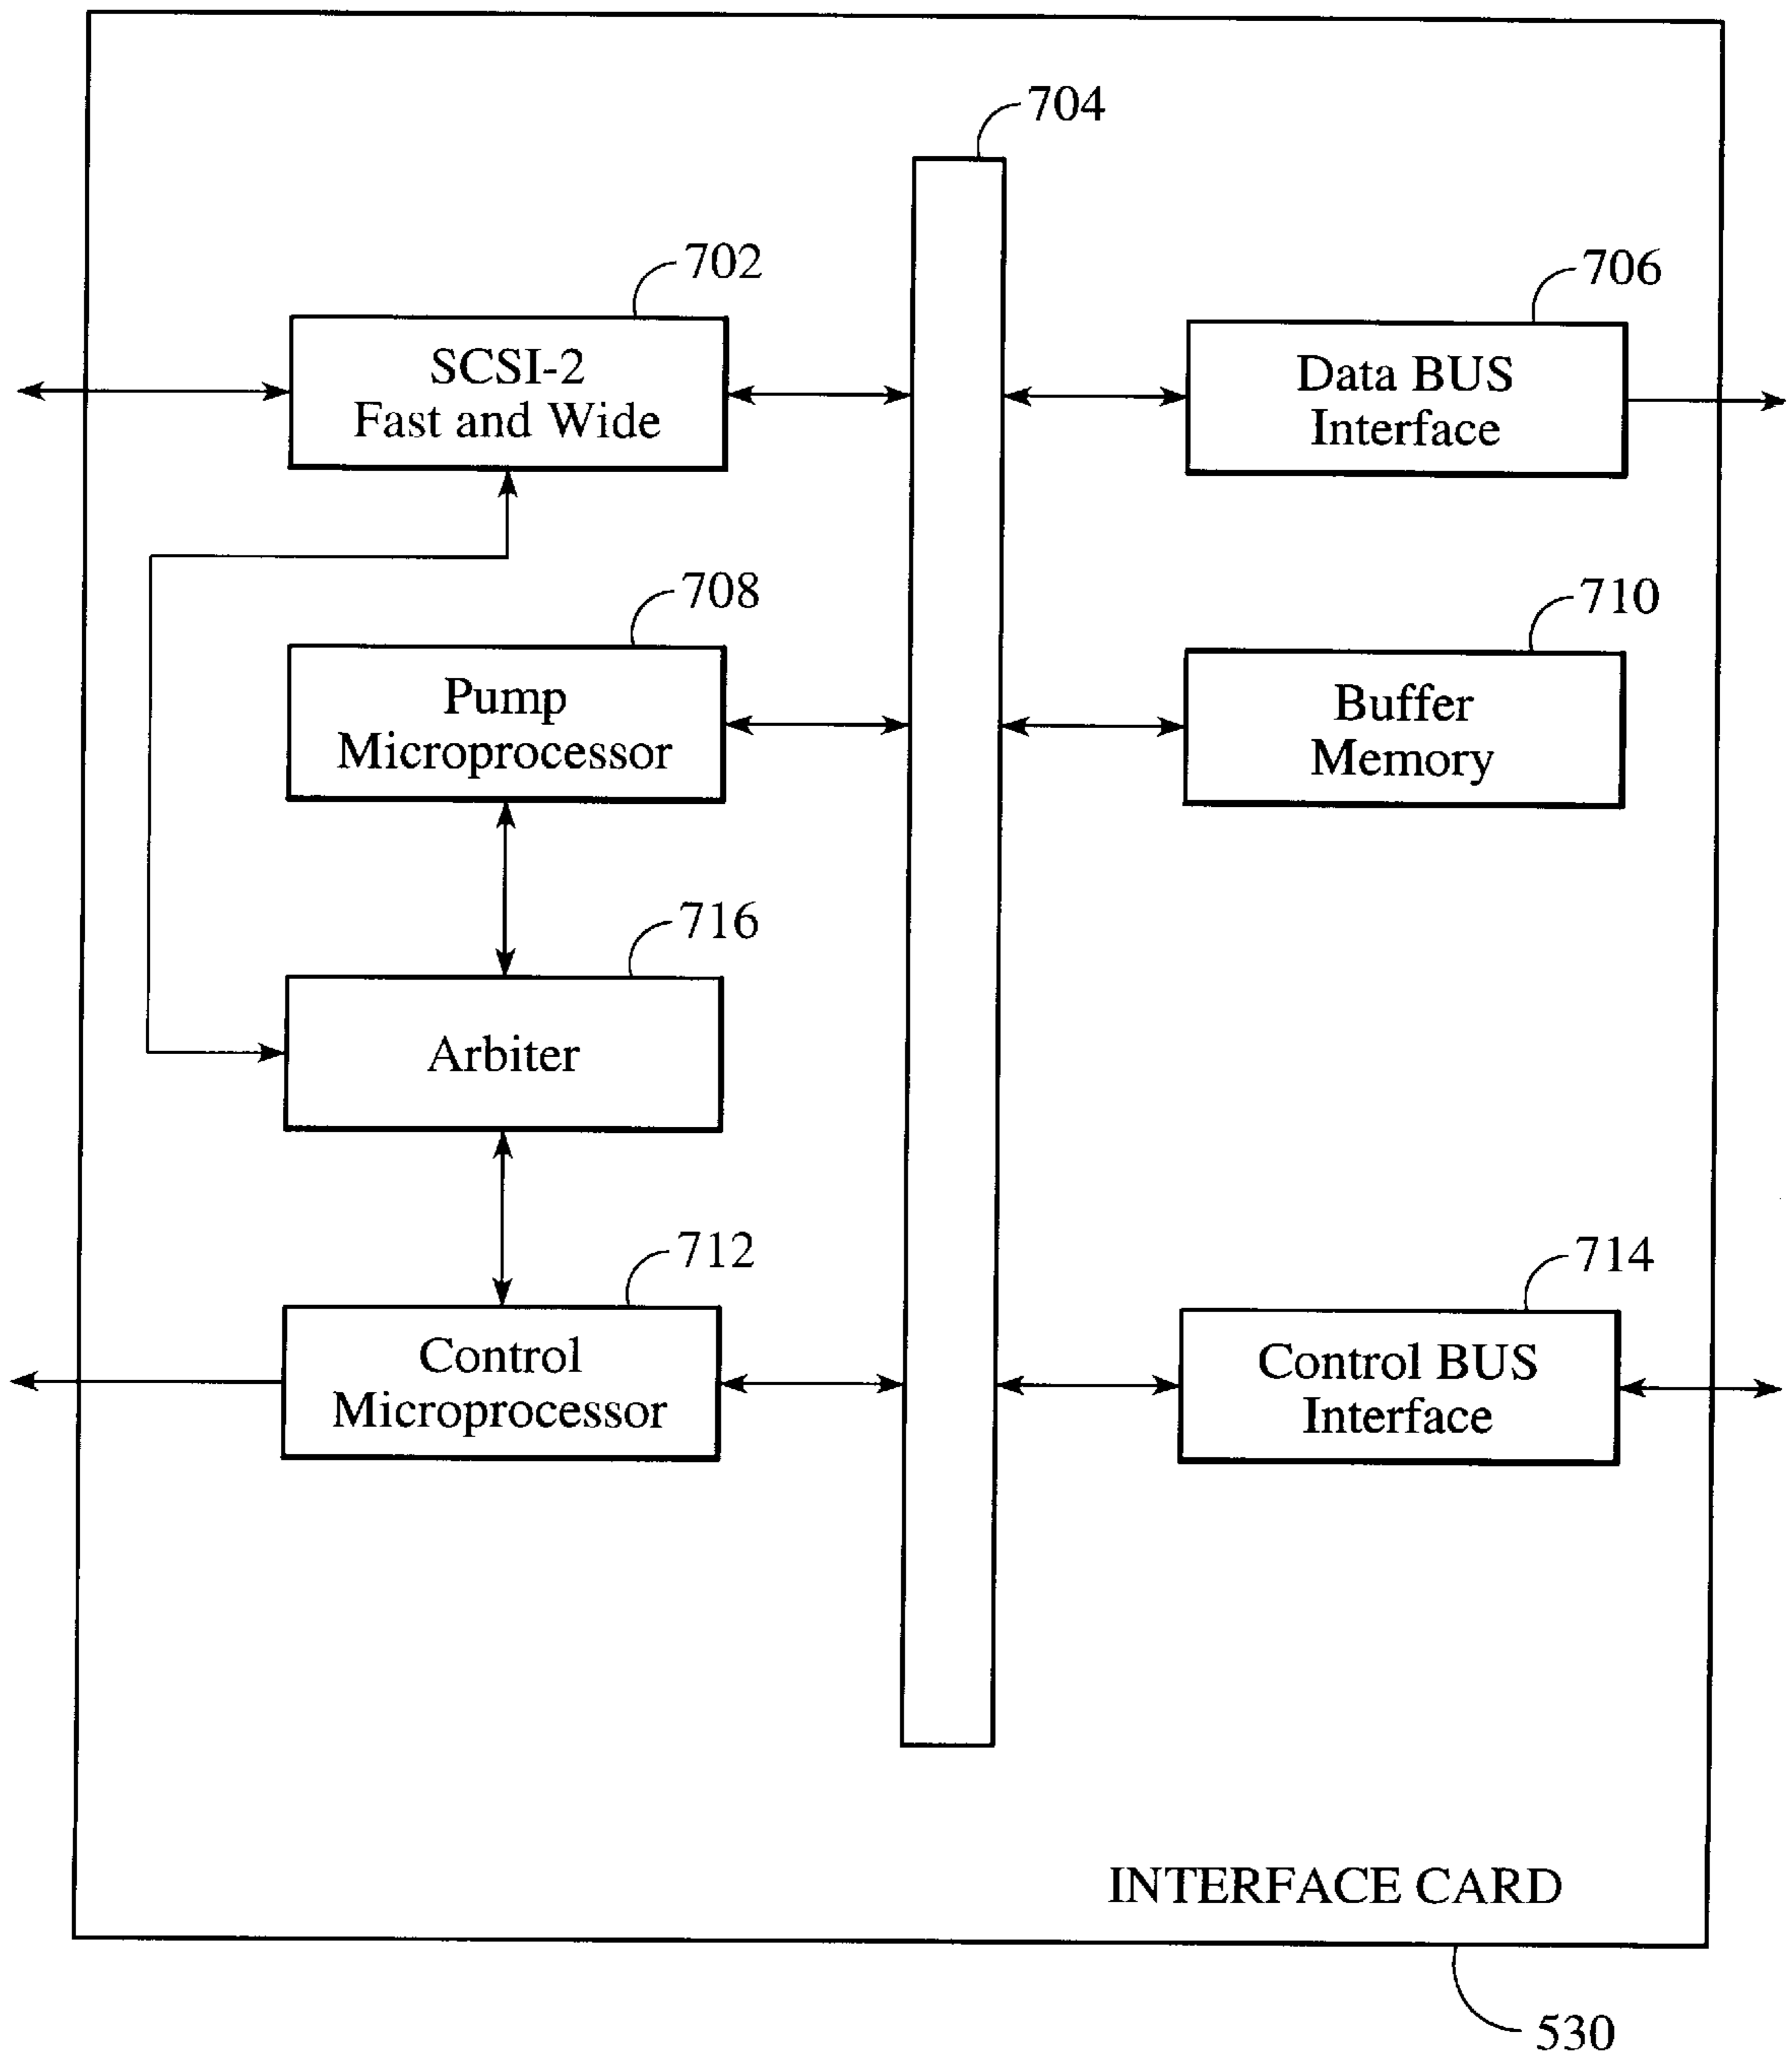 704
702
706
SCSI-2
Fast and Wide
Data BUS
Interface
708
710
Pump
Microprocessor
Buffer
Memory
716
Arbiter
712
714
Control
Microprocessor
Control BUS
Interface
INTERFACE CARD
530